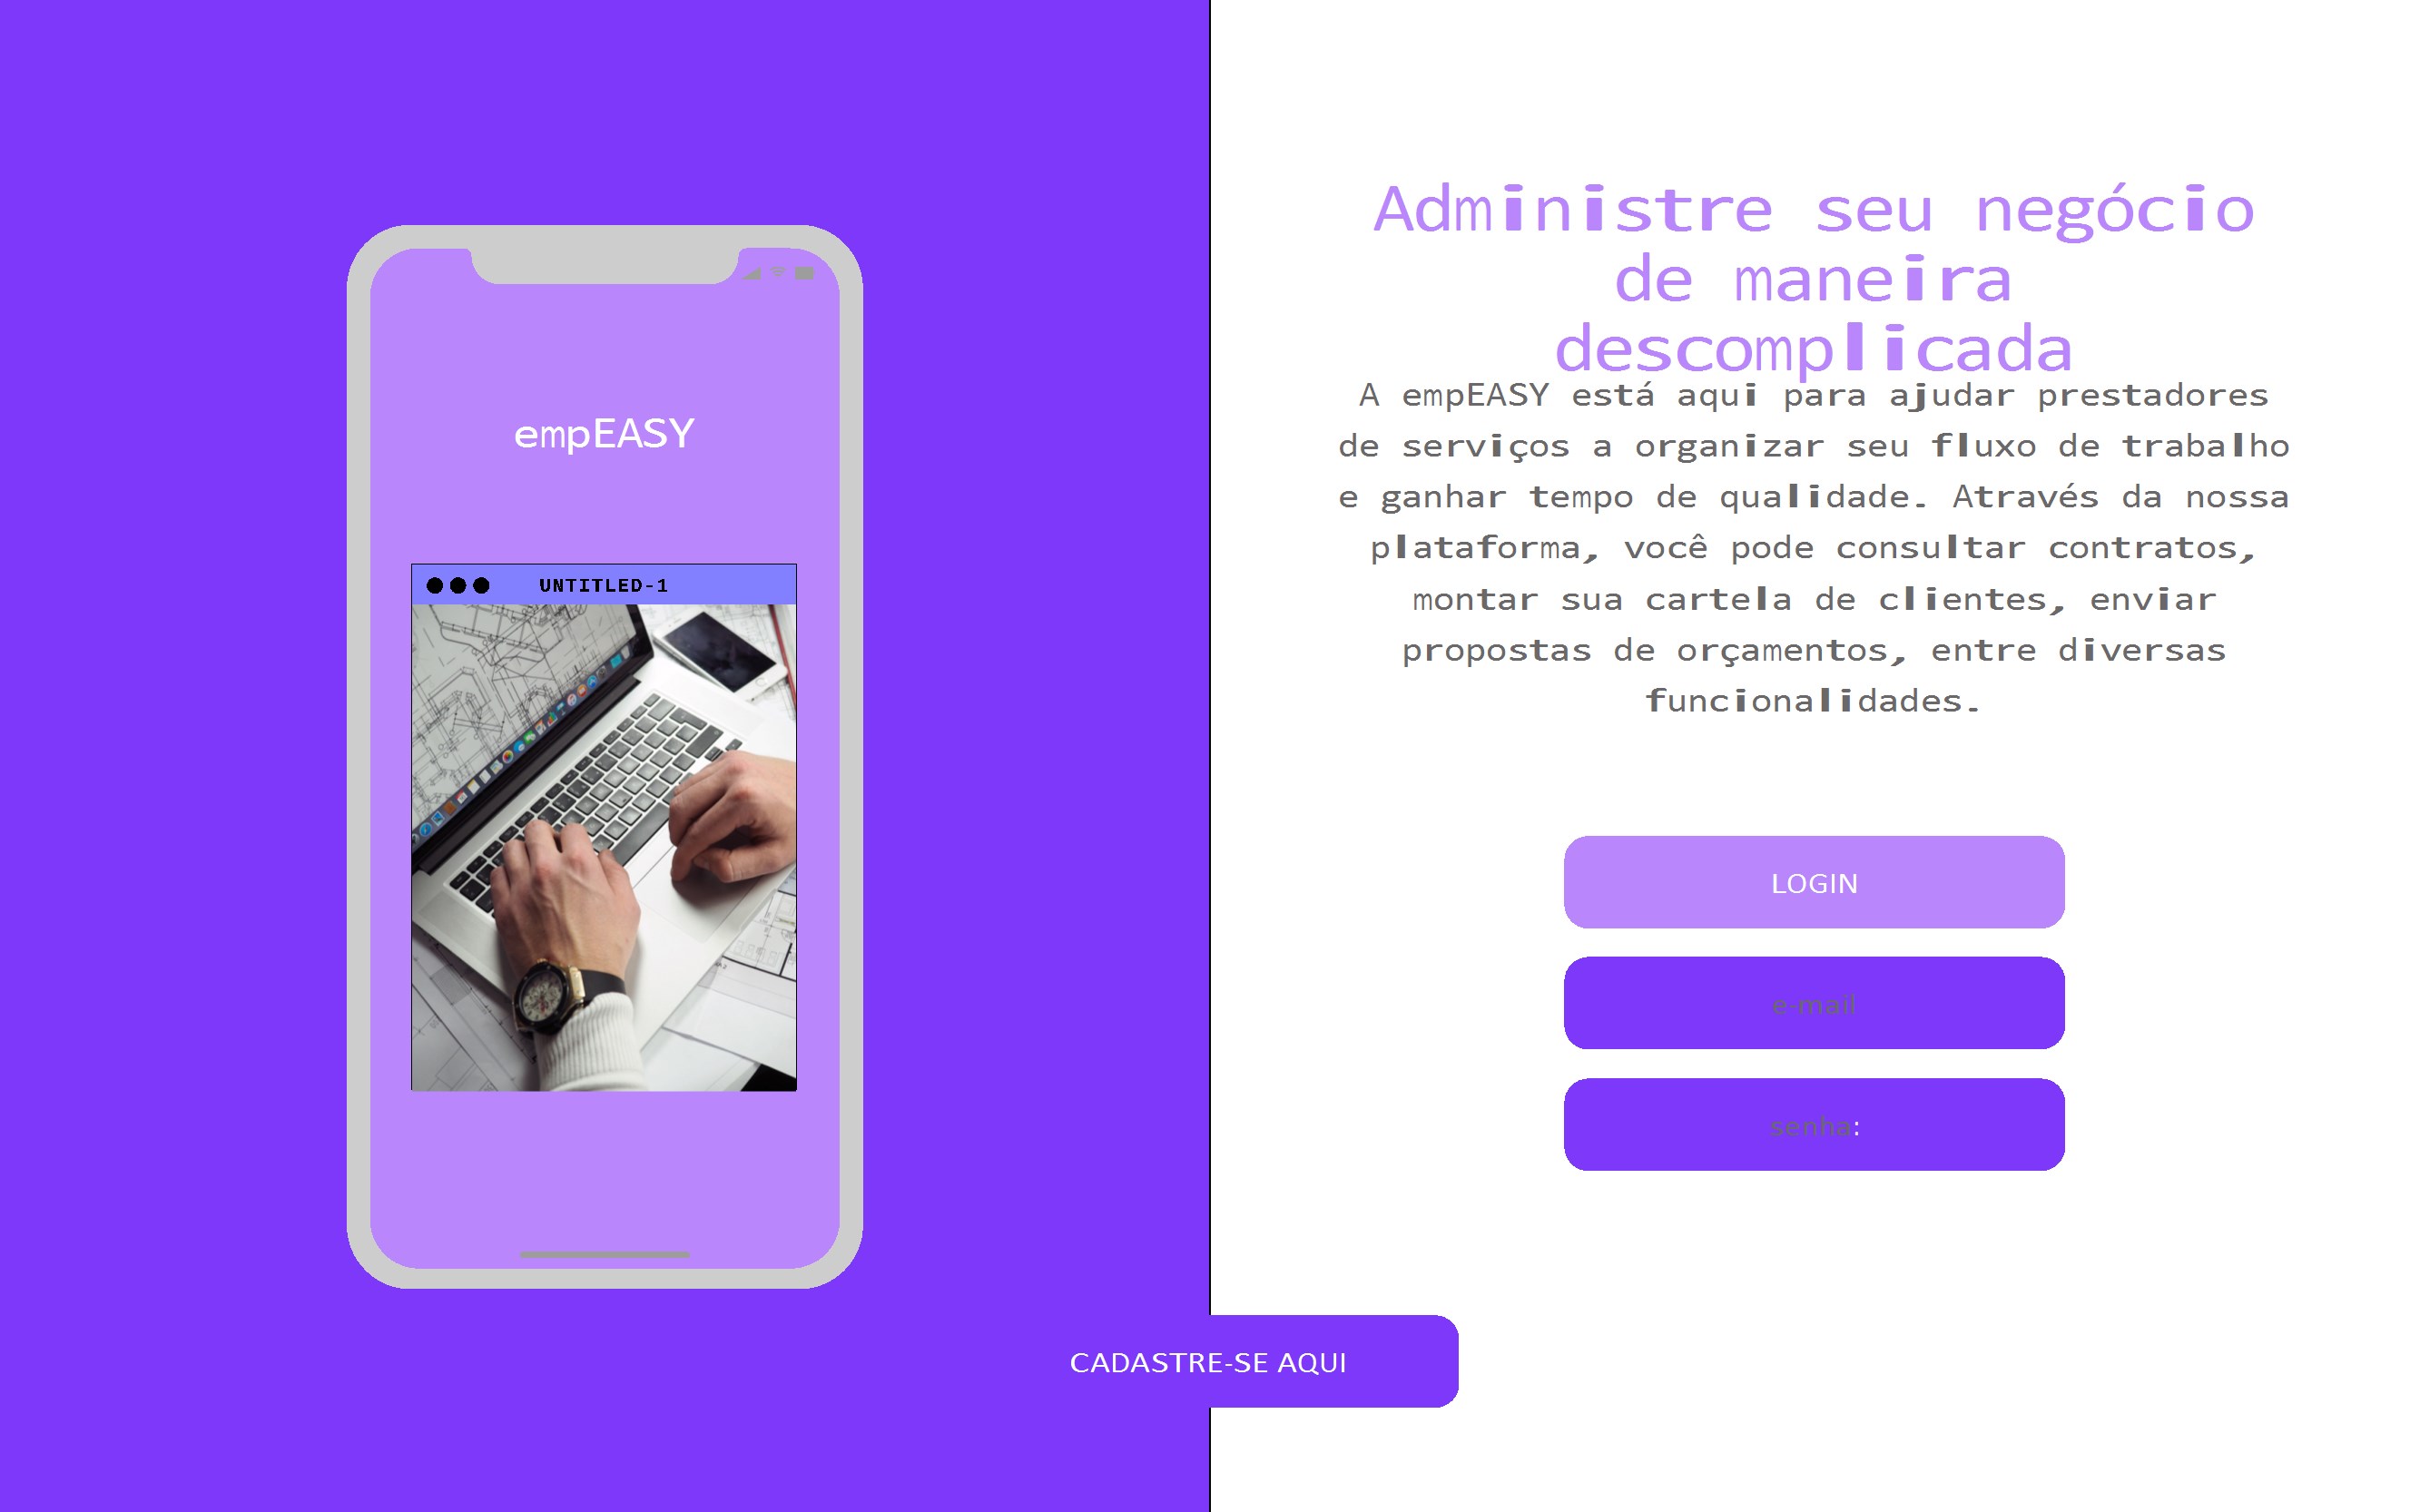 empEASY
UNTITLED-1
Administre seu negócio
de maneira
descomplicada
A empEASY está aqui para ajudar prestadores
de serviços a organizar seu fluxo de trabalho
e ganhar tempo de qualidade. Através da nossa
plataforma, você pode consultar contratos,
montar sua cartela de clientes, enviar
propostas de orçamentos, entre diversas
funcionalidades.
LOGIN
e-mail
senha:
CADASTRE-SE AQUI